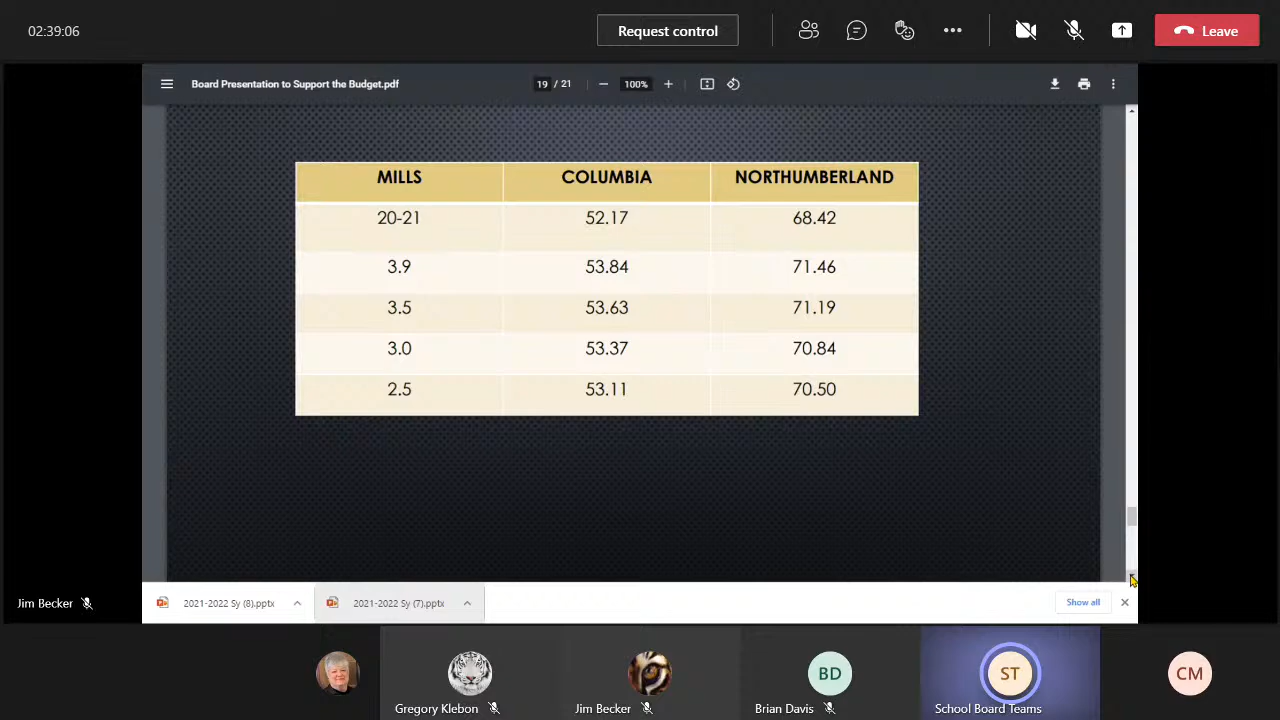 02:39:06
Request control
Leave
Board Presentation to Support the Budget.pdf
19 / 21
100%
MILLS COLUMBIA NORTHUMBERLAND
20-21 52.17 68.42
3.9 53.84 71.46
3.5 53.63 71.19
3.0 53.37 70.84
2.5 53.11 70.50
Jim Becker
2021-2022 Sy (8).pptx
2021-2022 Sy (7).pptx
Show all
BD
ST
CM
Gregory Klebon
Jim Becker
Brian Davis
School Board Teams